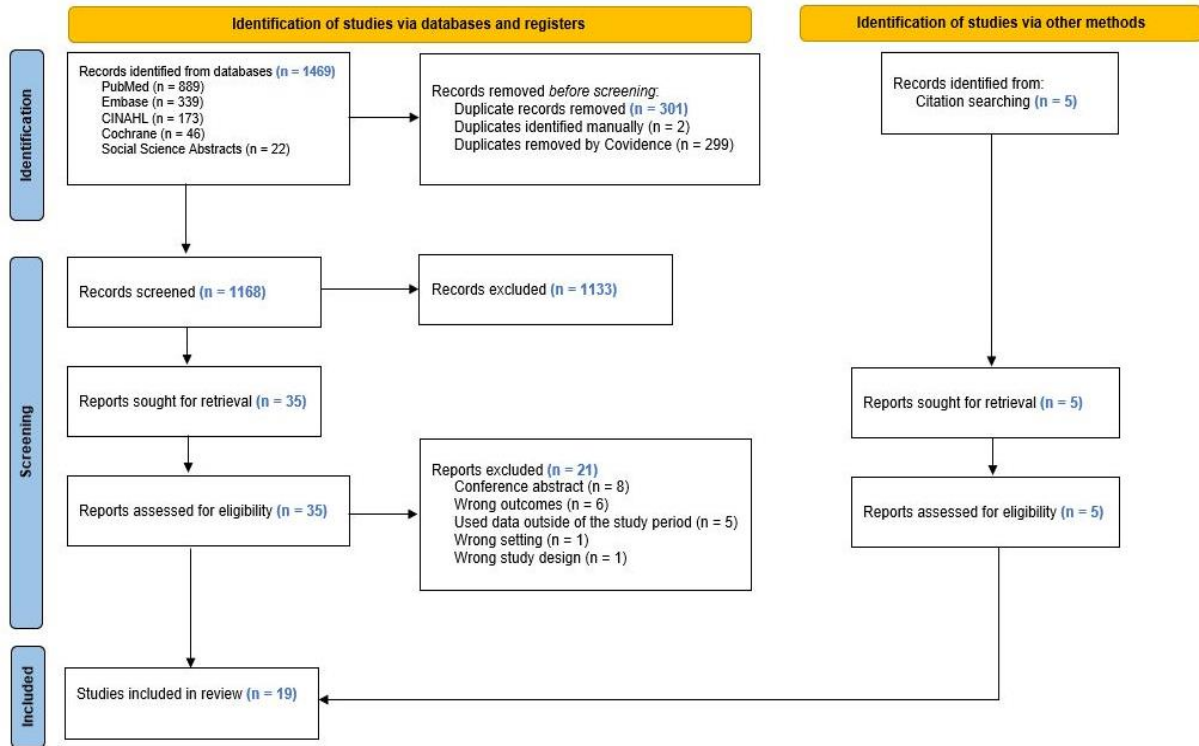 Identification of studies via databases and registers
Identification of studies via other methods
Identification
Records identified from databases (n = 1469)
PubMed (n = 889)
Embase (n = 339)
CINAHL (n = 173)
Cochrane (n = 46)
Social Science Abstracts (n = 22)
Records removed before screening:
Duplicate records removed (n = 301)
Duplicates identified manually (n = 2)
Duplicates removed by Covidence (n = 299)
Records identified from:
Citation searching (n = 5)
Screening
Records screened (n = 1168)
Records excluded (n = 1133)
Reports sought for retrieval (n = 35)
Reports sought for retrieval (n = 5)
Reports assessed for eligibility (n = 35)
Reports excluded (n = 21)
Conference abstract (n = 8)
Wrong outcomes (n = 6)
Used data outside of the study period (n = 5)
Wrong setting (n = 1)
Wrong study design (n = 1)
Reports assessed for eligibility (n = 5)
Included
Studies included in review (n = 19)